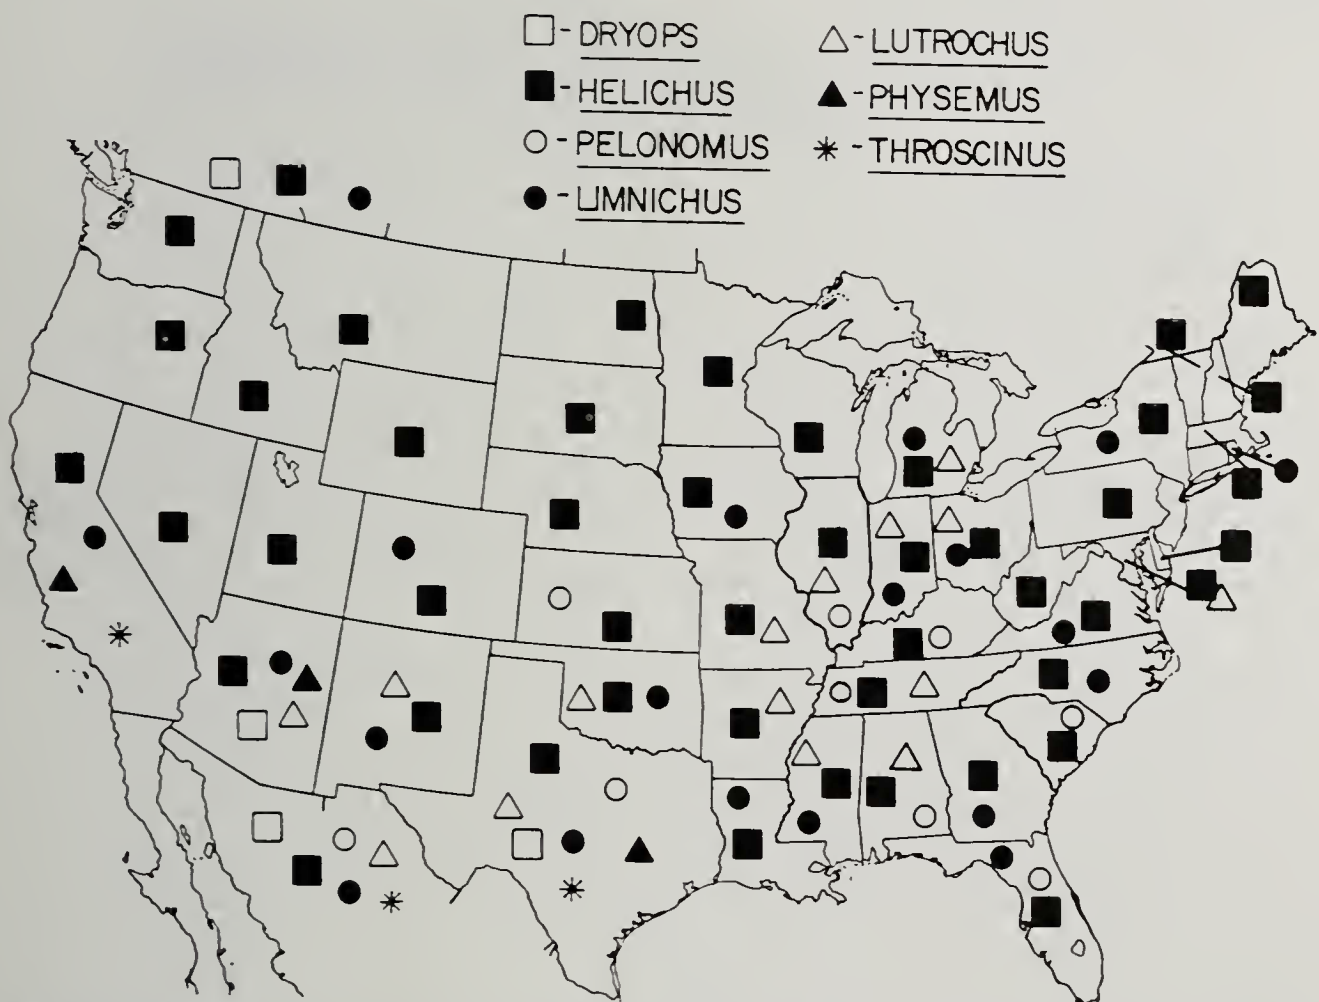 □ - DRYOPS
■ - HELICHUS
○ - PELONOMUS
● - LIMNICHUS
△ - LUTROCHUS
▲ - PHYSEMUS
✳ - THROSCINUS